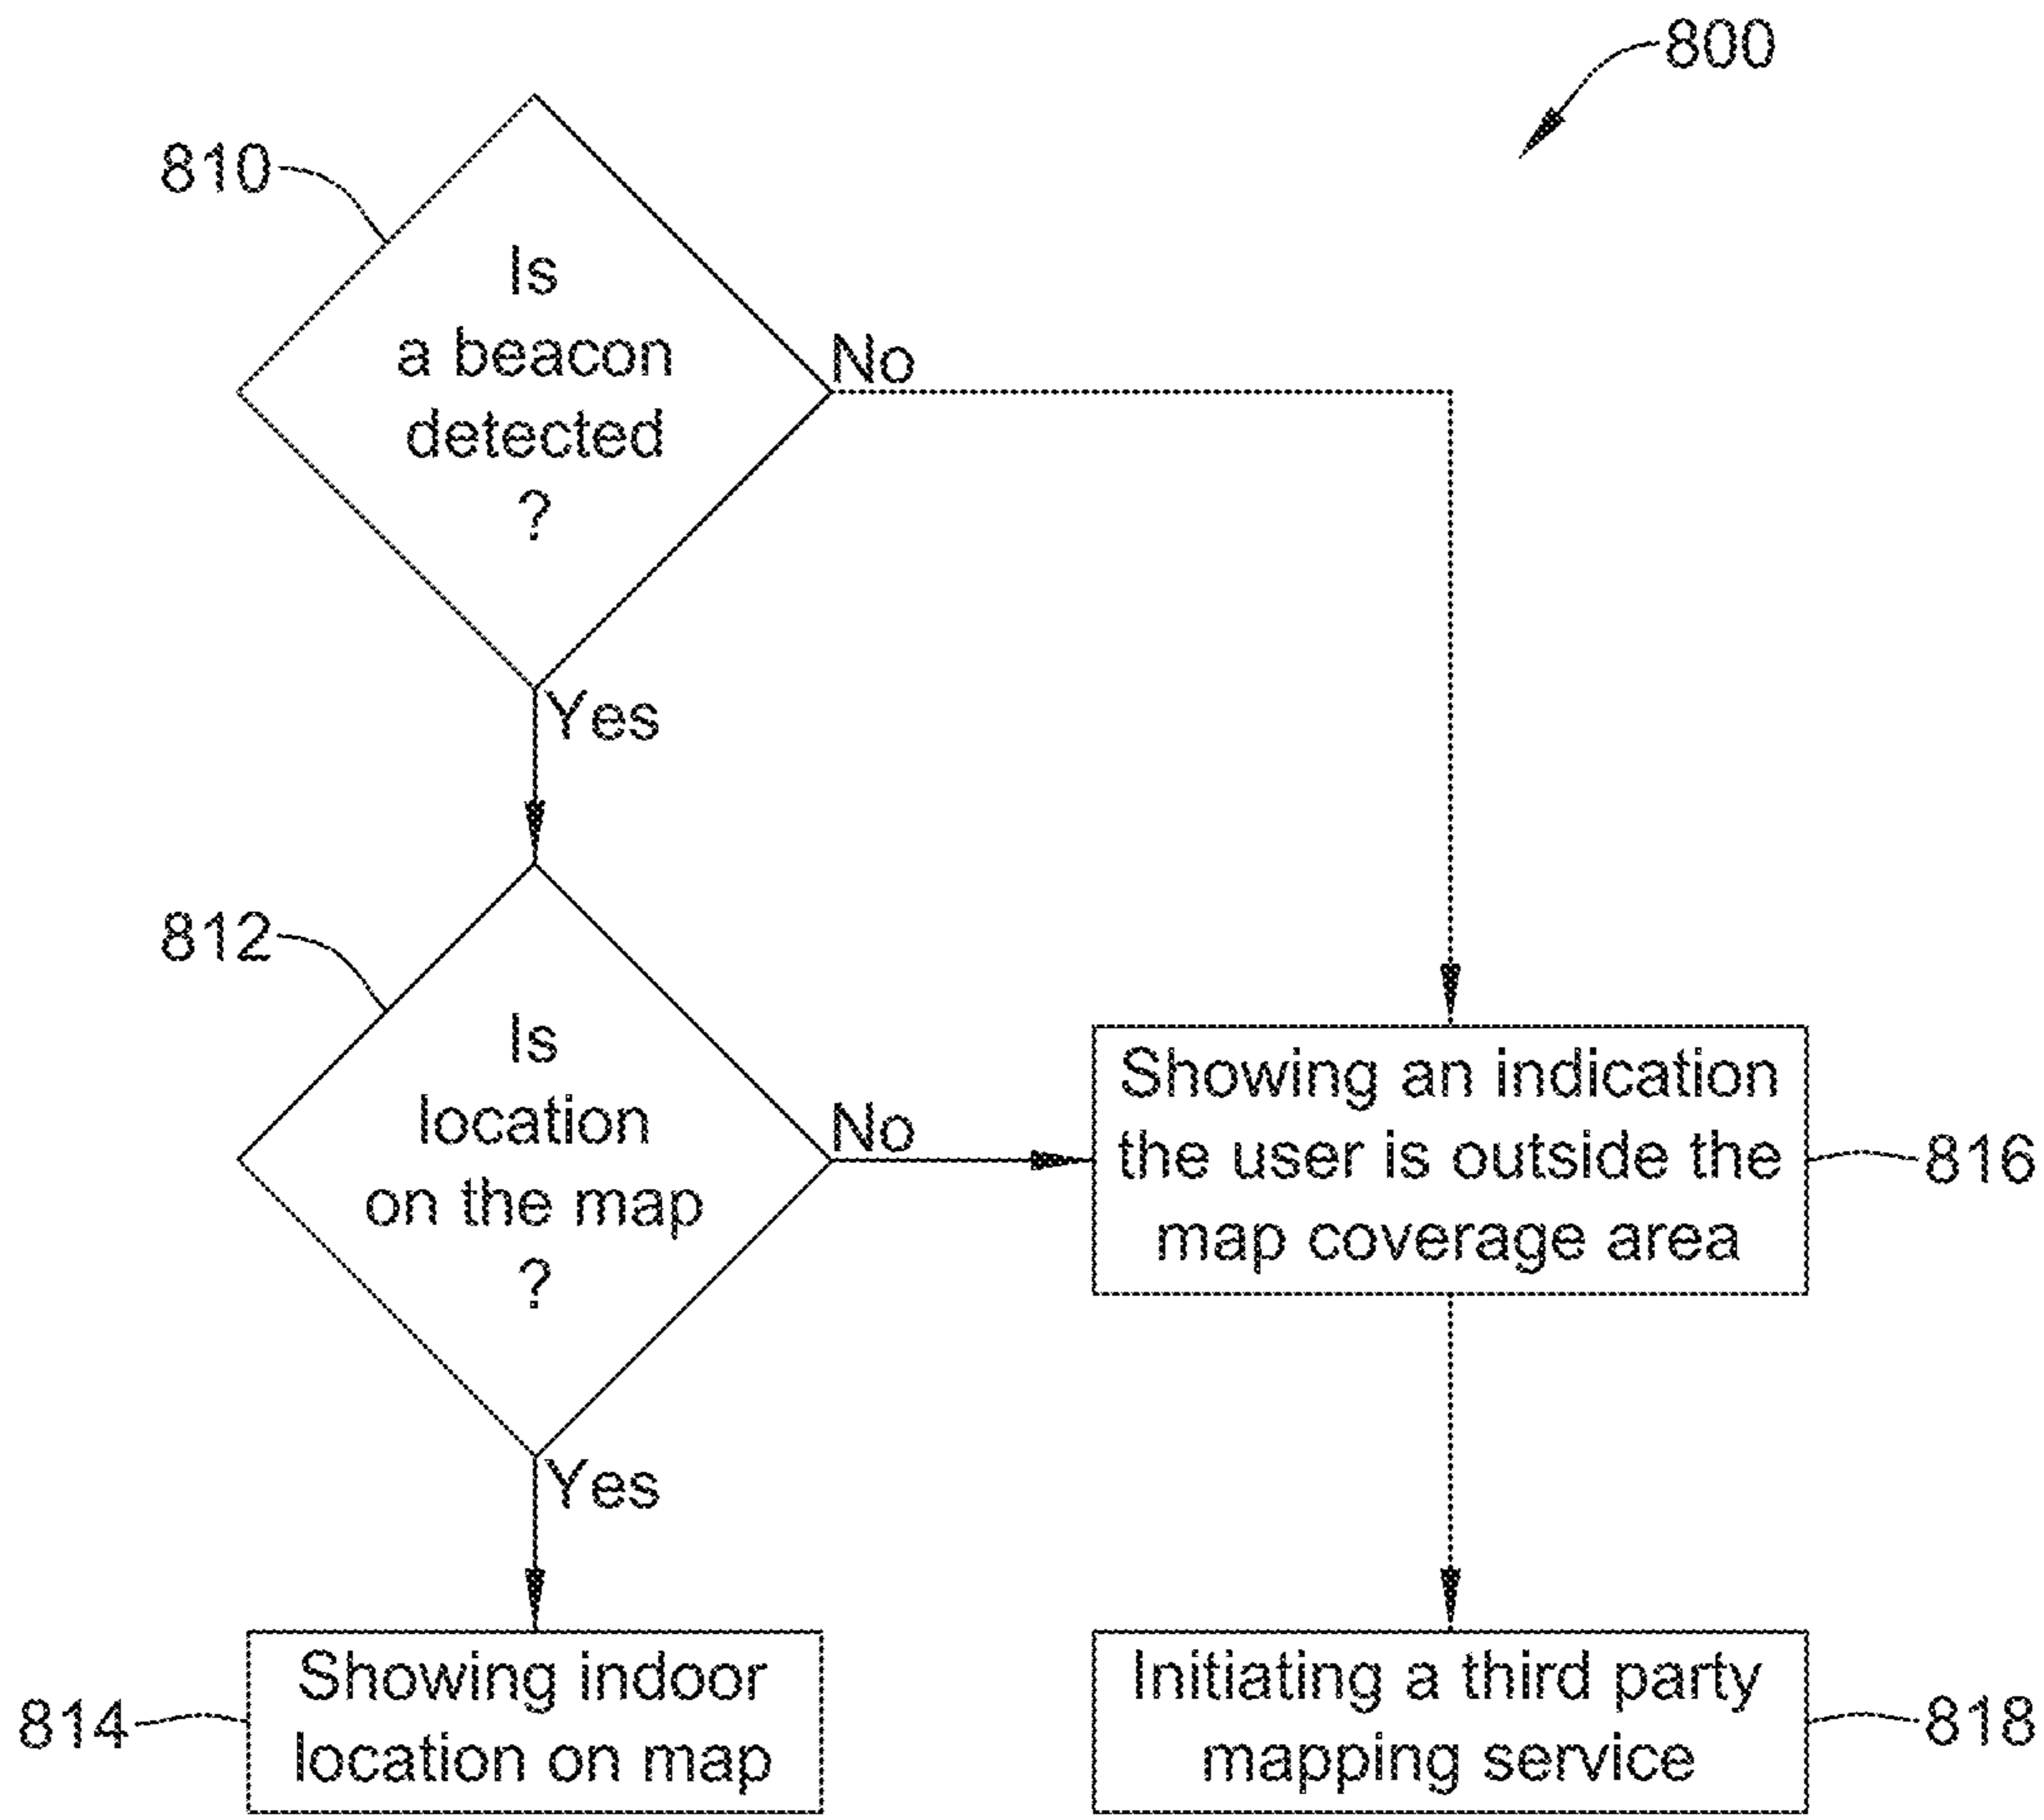 800
810
Is
a beacon
detected
?
No
Yes
812
Is
location
on the map
?
No
Yes
Showing an indication
the user is outside the
map coverage area
816
814
Showing indoor
location on map
Initiating a third party
mapping service
818